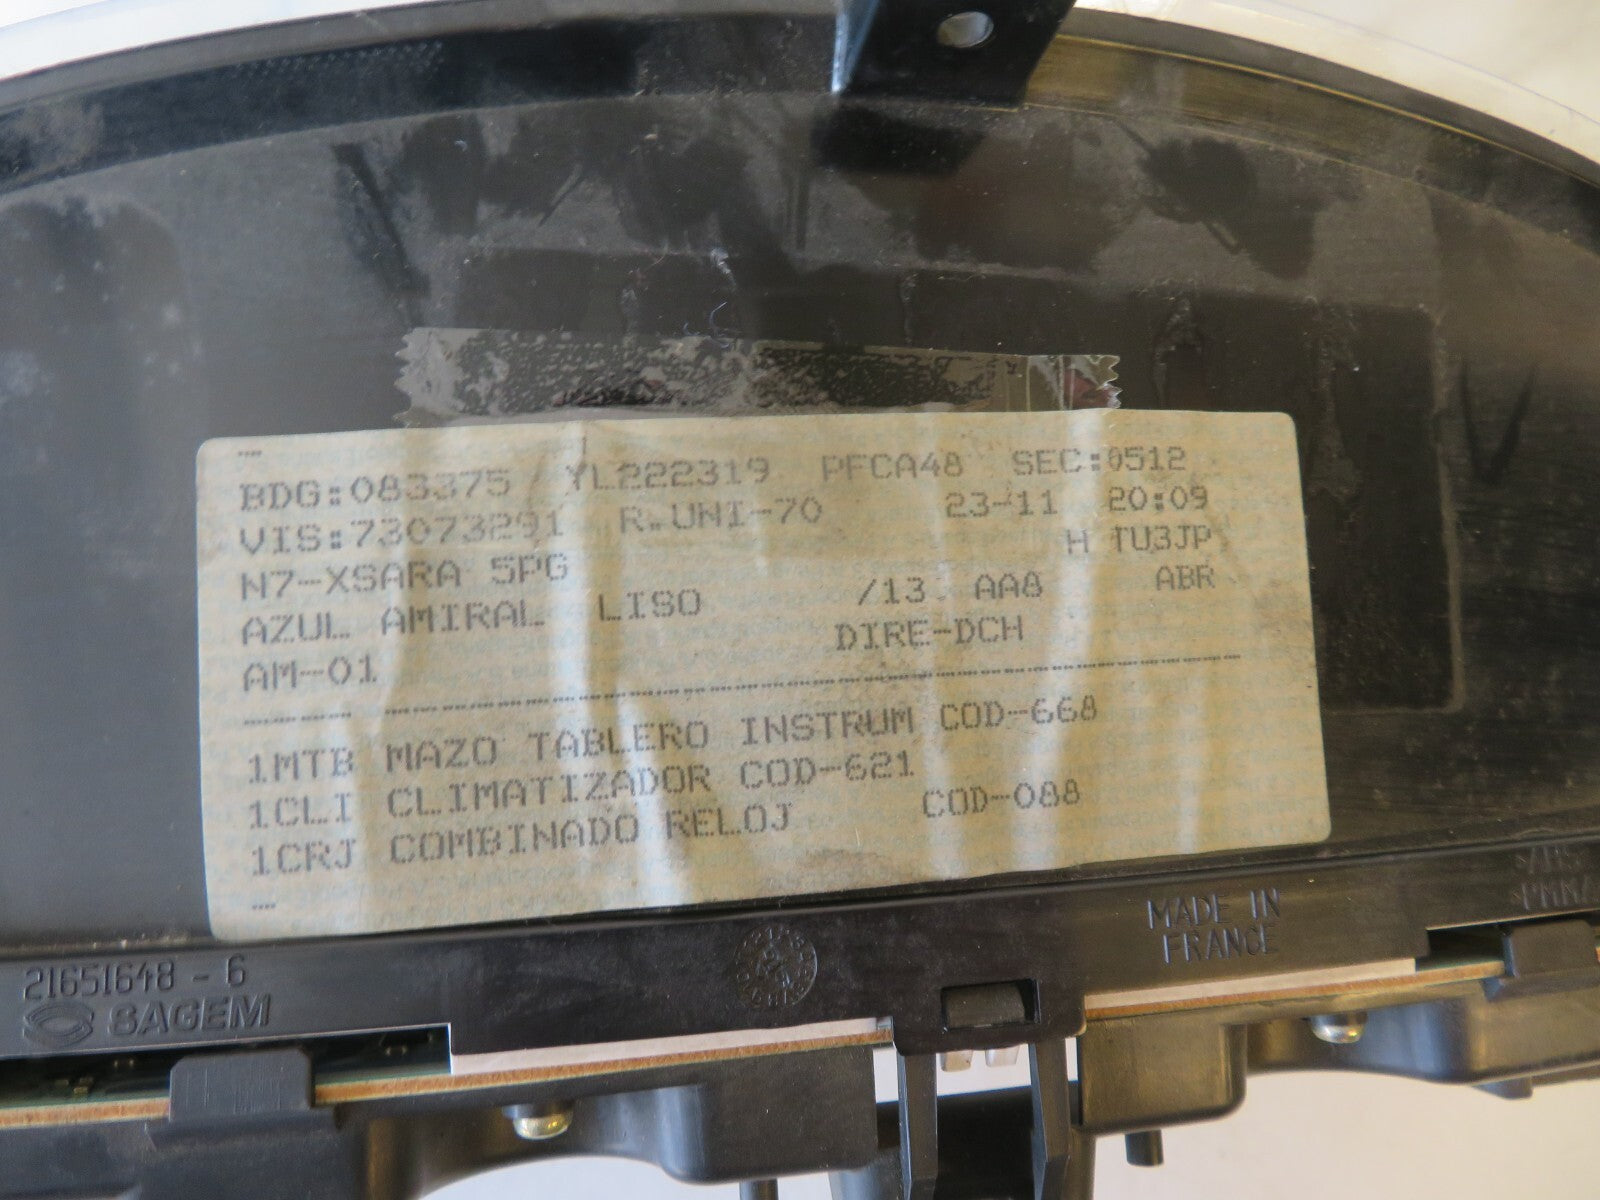 BDG:083375 YL222319 PFCA48 SEC:0512
VIS:73073291 R.UNI-70 23-11 20:09
N7-XSARA 5PG H TU3JP
AZUL AMIRAL LISO /13 AA8 ABR
AM-01 DIRE-DCH
1MTB MAZO TABLERO INSTRUM COD-668
1CLI CLIMATIZADOR COD-621
1CRJ COMBINADO RELOJ COD-088
MADE IN
FRANCE
21651648 - 6
SAGEM